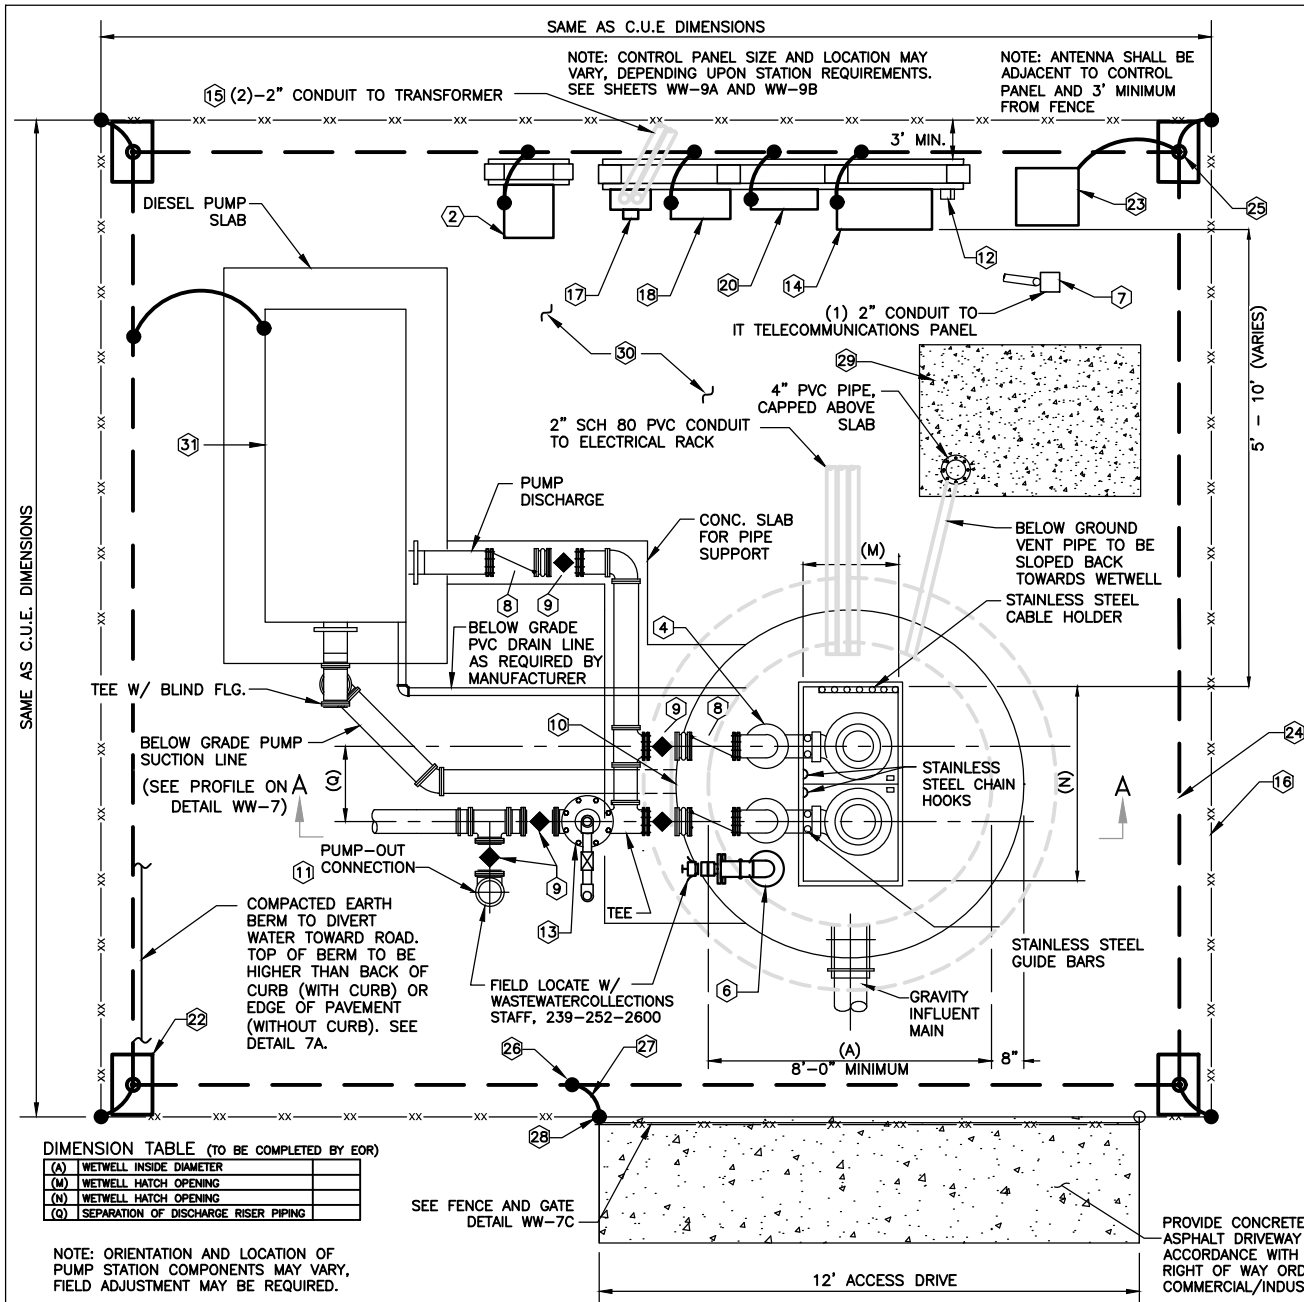 SAME AS C.U.E DIMENSIONS
NOTE: CONTROL PANEL SIZE AND LOCATION MAY
VARY, DEPENDING UPON STATION REQUIREMENTS.
SEE SHEETS WW-9A AND WW-9B
NOTE: ANTENNA SHALL BE
ADJACENT TO CONTROL
PANEL AND 3' MINIMUM
FROM FENCE
15 (2)-2" CONDUIT TO TRANSFORMER
3' MIN.
DIESEL PUMP
SLAB
2
23
25
12
17
18
20
14
7
(1) 2" CONDUIT TO
IT TELECOMMUNICATIONS PANEL
30
29
4" PVC PIPE,
CAPPED ABOVE
SLAB
5' - 10' (VARIES)
31
2" SCH 80 PVC CONDUIT
TO ELECTRICAL RACK
PUMP
DISCHARGE
CONC. SLAB
FOR PIPE
SUPPORT
(M)
BELOW GROUND
VENT PIPE TO BE
SLOPED BACK
TOWARDS WETWELL
SAME AS C.U.E. DIMENSIONS
8
9
4
STAINLESS STEEL
CABLE HOLDER
BELOW GRADE
PVC DRAIN LINE
AS REQUIRED BY
MANUFACTURER
TEE W/ BLIND FLG.
9
8
10
24
BELOW GRADE PUMP
SUCTION LINE
(SEE PROFILE ON
DETAIL WW-7)
A
(Q)
STAINLESS
STEEL CHAIN
HOOKS
(N)
A
16
PUMP-OUT
CONNECTION
11
9
13
TEE
COMPACTED EARTH
BERM TO DIVERT
WATER TOWARD ROAD.
TOP OF BERM TO BE
HIGHER THAN BACK OF
CURB (WITH CURB) OR
EDGE OF PAVEMENT
(WITHOUT CURB). SEE
DETAIL 7A.
STAINLESS STEEL
GUIDE BARS
FIELD LOCATE W/
WASTEWATERCOLLECTIONS
STAFF, 239-252-2600
6
GRAVITY
INFLUENT
MAIN
22
26
27
(A)
8'-0" MINIMUM
8"
28
DIMENSION TABLE (TO BE COMPLETED BY EOR)
(A) WETWELL INSIDE DIAMETER
(M) WETWELL HATCH OPENING
(N) WETWELL HATCH OPENING
(Q) SEPARATION OF DISCHARGE RISER PIPING
SEE FENCE AND GATE
DETAIL WW-7C
PROVIDE CONCRETE
ASPHALT DRIVEWAY
ACCORDANCE WITH
RIGHT OF WAY ORD
COMMERCIAL/INDUS
NOTE: ORIENTATION AND LOCATION OF
PUMP STATION COMPONENTS MAY VARY,
FIELD ADJUSTMENT MAY BE REQUIRED.
12' ACCESS DRIVE